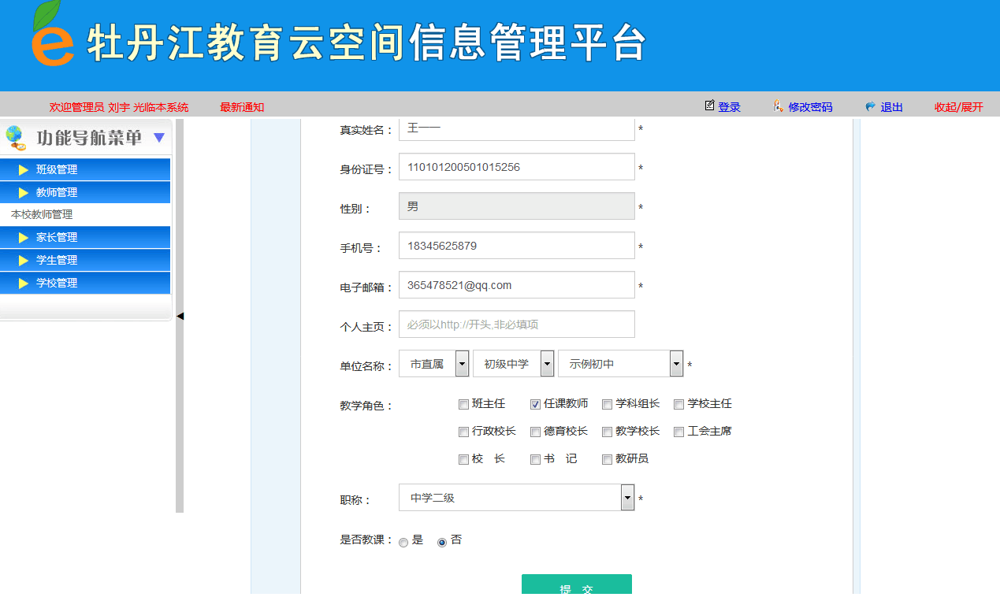 牡丹江教育云空间信息管理平台
欢迎管理员 刘宇 光临本系统 最新通知 登录 修改密码 退出 收起/展开
功能导航菜单
班级管理
教师管理
本校教师管理
家长管理
学生管理
学校管理
真实姓名： 王一一 *
身份证号： 110101200501015256 *
性别： 男 *
手机号： 18345625879 *
电子邮箱： 365478521@qq.com *
个人主页： 必须以http://开头,非必填项
单位名称： 市直属 初级中学 示例初中 *
教学角色： 班主任 任课教师 学科组长 学校主任
行政校长 德育校长 教学校长 工会主席
校 长 书 记 教研员
职称： 中学二级 *
是否教课： 是 否
提 交